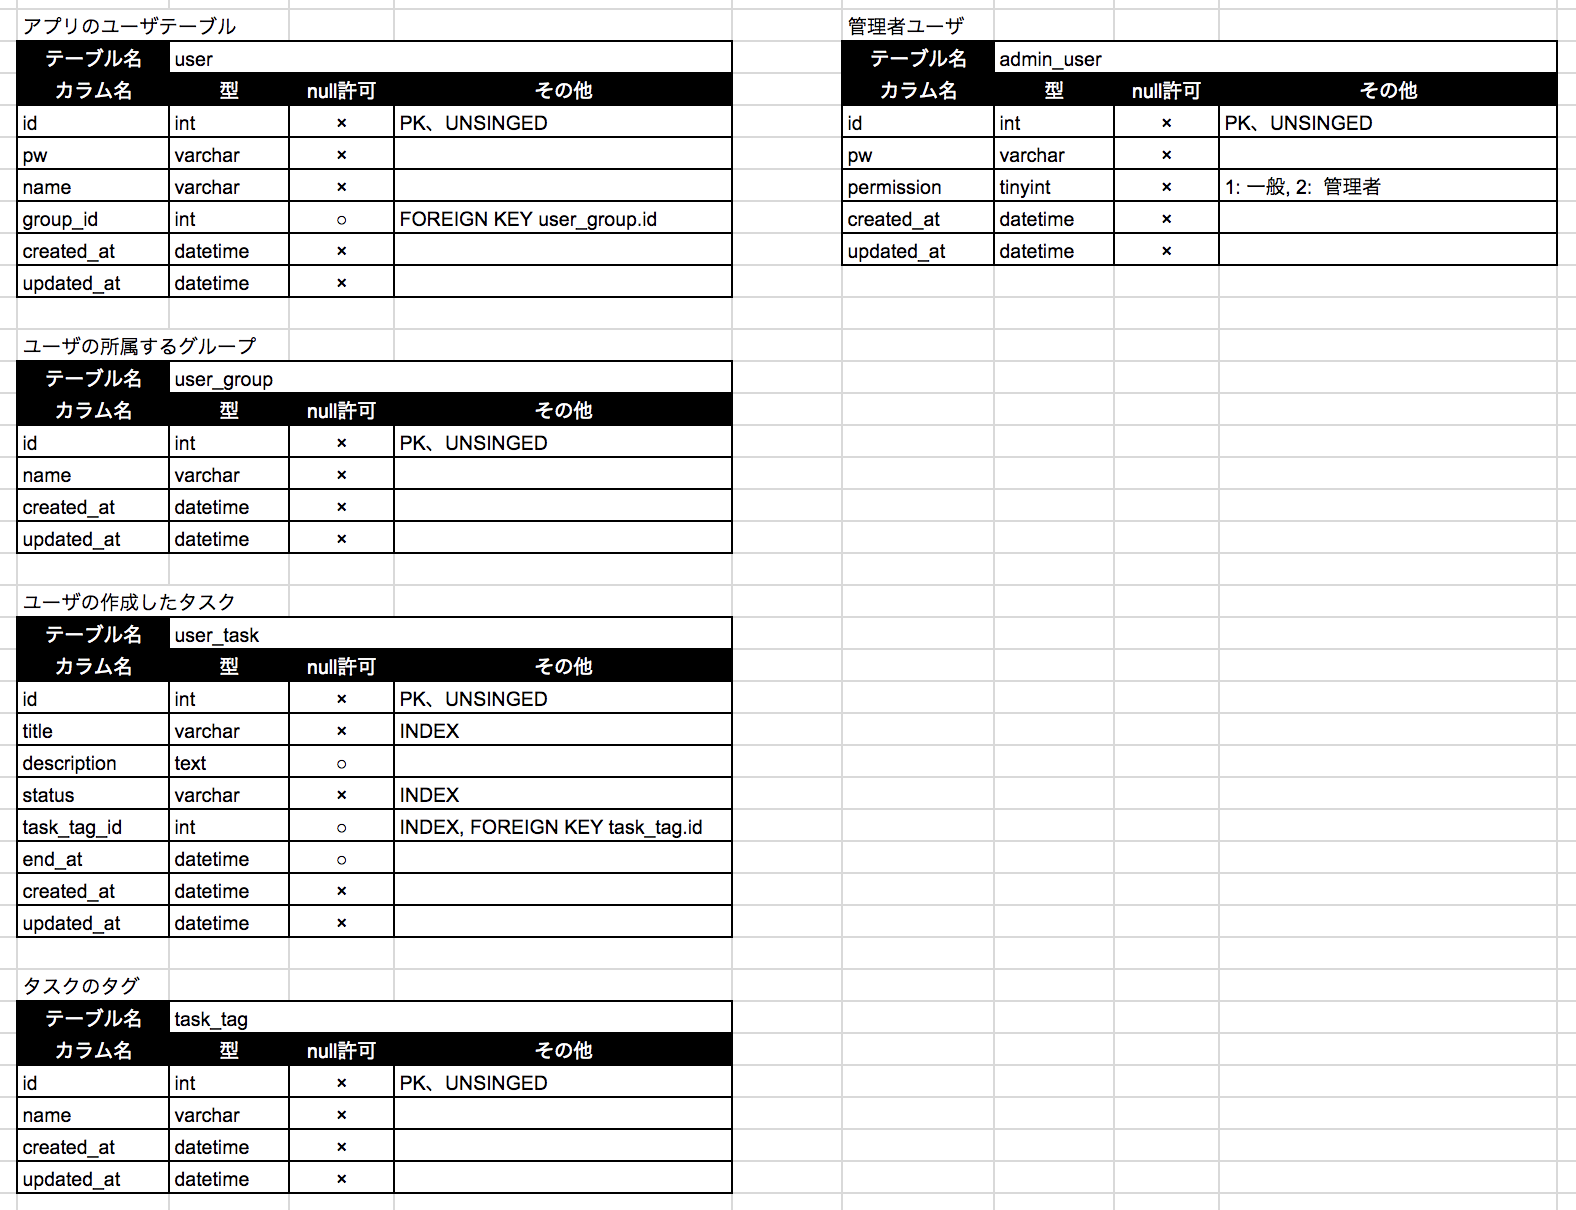 アプリのユーザテーブル
テーブル名 user
カラム名 型 null許可 その他
id int × PK、UNSINGED
pw varchar ×
name varchar ×
group_id int ○ FOREIGN KEY user_group.id
created_at datetime ×
updated_at datetime ×
ユーザの所属するグループ
テーブル名 user_group
カラム名 型 null許可 その他
id int × PK、UNSINGED
name varchar ×
created_at datetime ×
updated_at datetime ×
ユーザの作成したタスク
テーブル名 user_task
カラム名 型 null許可 その他
id int × PK、UNSINGED
title varchar × INDEX
description text ○
status varchar × INDEX
task_tag_id int ○ INDEX, FOREIGN KEY task_tag.id
end_at datetime ○
created_at datetime ×
updated_at datetime ×
タスクのタグ
テーブル名 task_tag
カラム名 型 null許可 その他
id int × PK、UNSINGED
name varchar ×
created_at datetime ×
updated_at datetime ×
管理者ユーザ
テーブル名 admin_user
カラム名 型 null許可 その他
id int × PK、UNSINGED
pw varchar ×
permission tinyint × 1: 一般, 2: 管理者
created_at datetime ×
updated_at datetime ×